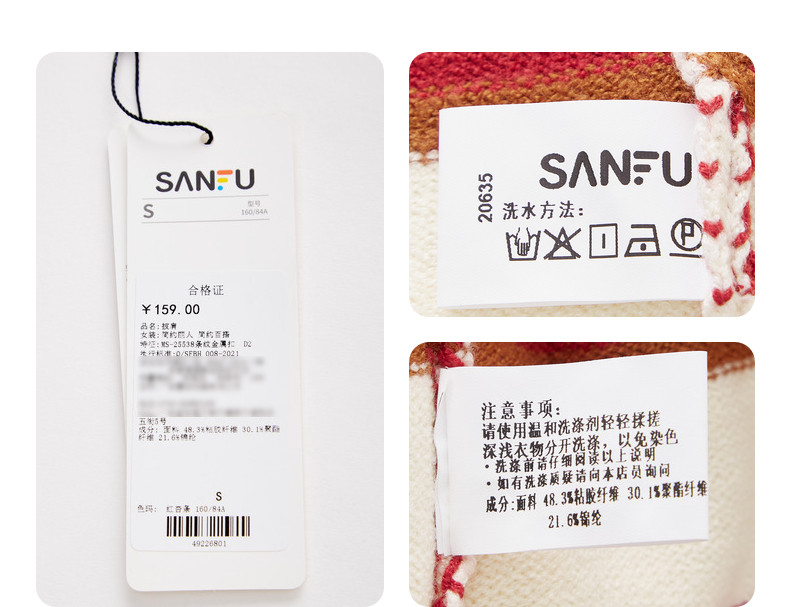 SANFU
S
型号
160/84A
合格证
¥159.00
品名:披肩
女装:简约丽人 简约百搭
特征:MS-25538条纹金属扣 D2
执行标准:Q/SFBH 008-2021
五街5号
成分: 面料 48.3%粘胶纤维 30.1%聚酯
纤维 21.6%锦纶
S
色码: 红杏条 160/84A
49226801
SANFU
20635
洗水方法:
P
注意事项:
请使用温和洗涤剂轻轻揉搓
深浅衣物分开洗涤, 以免染色
•洗涤前请仔细阅读以上说明
•如有洗涤质疑请向本店员询问
成分:面料 48.3%粘胶纤维 30.1%聚酯纤维
21.6%锦纶